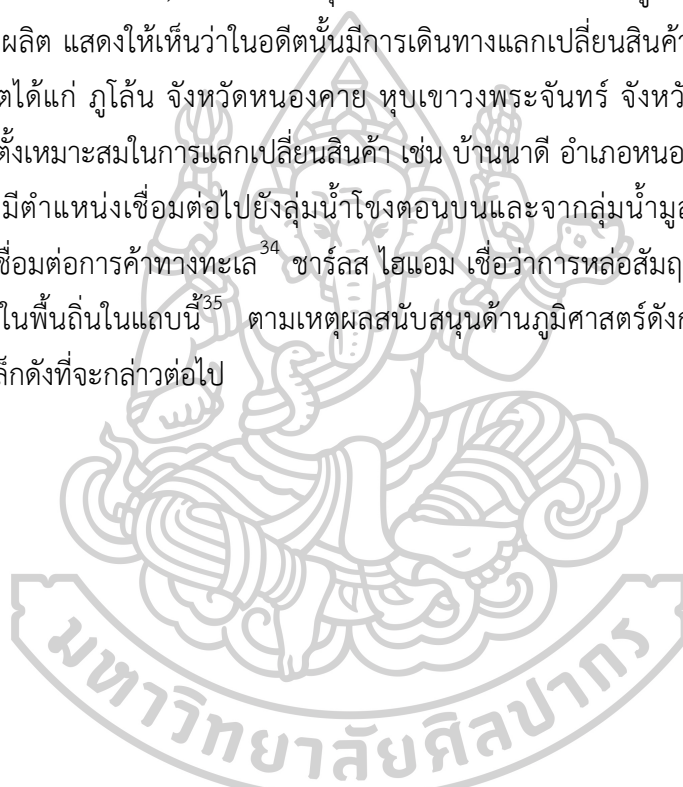 ผลิต แสดงให้เห็นว่าในอดีตนั้นมีการเดินทางแลกเปลี่ยนสินค้า
ได้แก่ ภูโล้น จังหวัดหนองคาย หุบเขาวงพระจันทร์
ตั้งเหมาะสมในการแลกเปลี่ยนสินค้า เช่น บ้านนาดี อำเภอหนอ
มีตำแหน่งเชื่อมต่อไปยังลุ่มน้ำโขงตอนบนและจากลุ่มน้ำมูล
เชื่อมต่อการค้าทางทะเล34 ชาร์ลส ไฮแอม เชื่อว่าการหล่อสัมฤ
ในพื้นถิ่นในแถบนี้35 ตามเหตุผลสนับสนุนด้านภูมิศาสตร์ดังก
ล็กดังที่จะกล่าวต่อไป
มหาวิทยาลัยศิลปากร